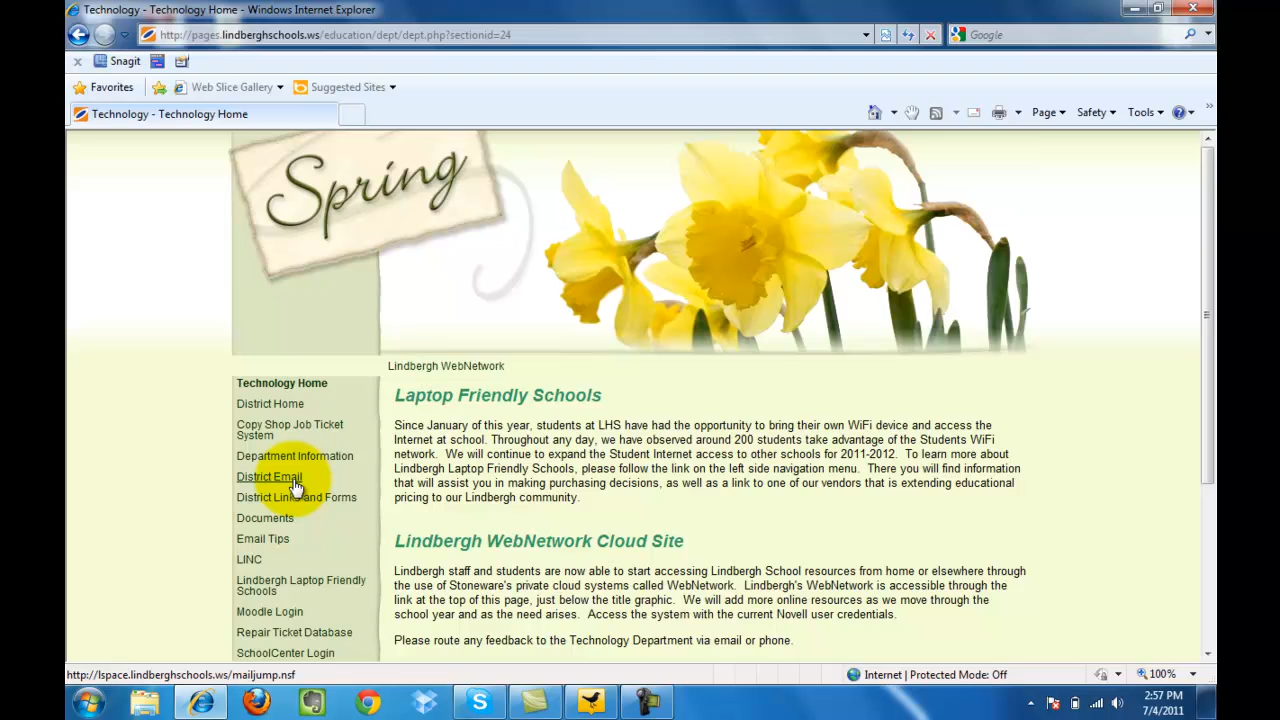 Technology - Technology Home - Windows Internet Explorer
http://pages.lindberghschools.ws/education/dept/dept.php?sectionid=24
Google
x Snagit
Favorites Web Slice Gallery Suggested Sites
Technology - Technology Home
Page Safety Tools
Spring
Lindbergh WebNetwork
Technology Home
District Home
Copy Shop Job Ticket
System
Department Information
District Email
District Links and Forms
Documents
Email Tips
LINC
Lindbergh Laptop Friendly
Schools
Moodle Login
Repair Ticket Database
SchoolCenter Login
Laptop Friendly Schools
Since January of this year, students at LHS have had the opportunity to bring their own WiFi device and access the
Internet at school. Throughout any day, we have observed around 200 students take advantage of the Students WiFi
network. We will continue to expand the Student Internet access to other schools for 2011-2012. To learn more about
Lindbergh Laptop Friendly Schools, please follow the link on the left side navigation menu. There you will find information
that will assist you in making purchasing decisions, as well as a link to one of our vendors that is extending educational
pricing to our Lindbergh community.
Lindbergh WebNetwork Cloud Site
Lindbergh staff and students are now able to start accessing Lindbergh School resources from home or elsewhere through
the use of Stoneware's private cloud systems called WebNetwork. Lindbergh's WebNetwork is accessible through the
link at the top of this page, just below the title graphic. We will add more online resources as we move through the
school year and as the need arises. Access the system with the current Novell user credentials.
Please route any feedback to the Technology Department via email or phone.
http://lspace.lindberghschools.ws/mailjump.nsf
Internet | Protected Mode: Off
100%
2:57 PM
7/4/2011